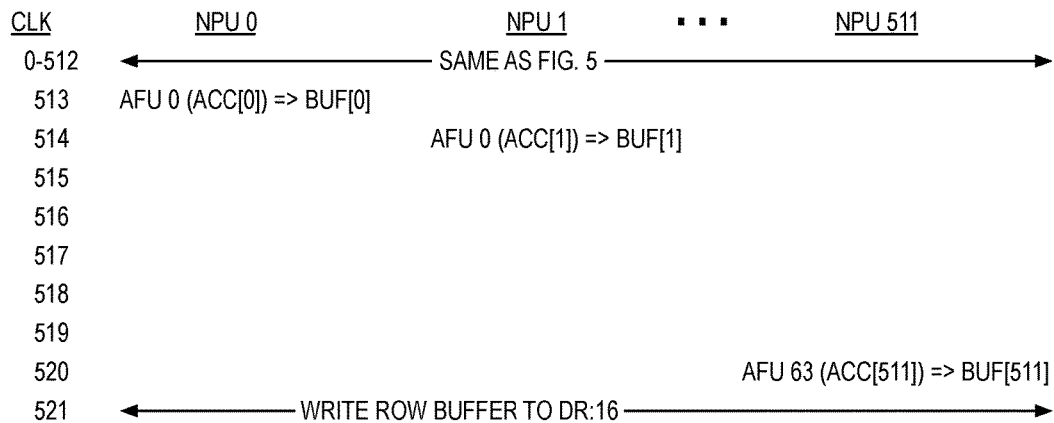 CLK NPU 0 NPU 1 ▪ ▪ ▪ NPU 511
0-512 SAME AS FIG. 5
513 AFU 0 (ACC[0]) => BUF[0]
514 AFU 0 (ACC[1]) => BUF[1]
515
516
517
518
519
520 AFU 63 (ACC[511]) => BUF[511]
521 WRITE ROW BUFFER TO DR:16